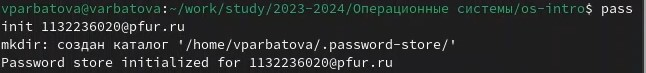 vparbatova@varbatova:~/work/study/2023-2024/Операционные системы/os-intro$ pass
init 1132236020@pfur.ru
mkdir: создан каталог '/home/vparbatova/.password-store/'
Password store initialized for 1132236020@pfur.ru